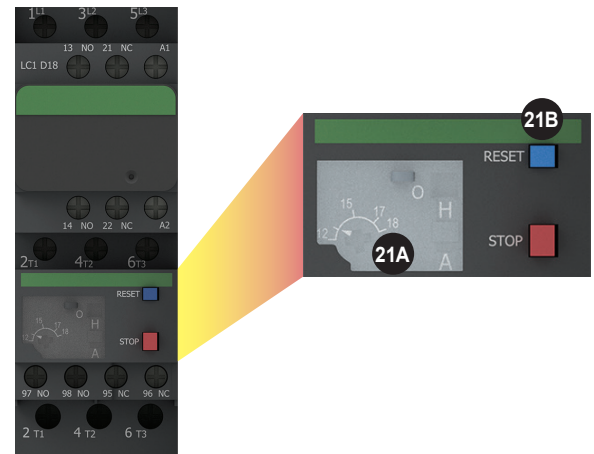 1L1 3L2 5L3
13 NO 21 NC A1
LC1 D18
14 NO 22 NC A2
2T1 4T2 6T3
RESET
O
15 17
12 18
H
STOP
A
97 NO 98 NO 95 NC 96 NC
2 T1 4 T2 6 T3
21B
RESET
O
15 17
12 18
H
STOP
21A
A